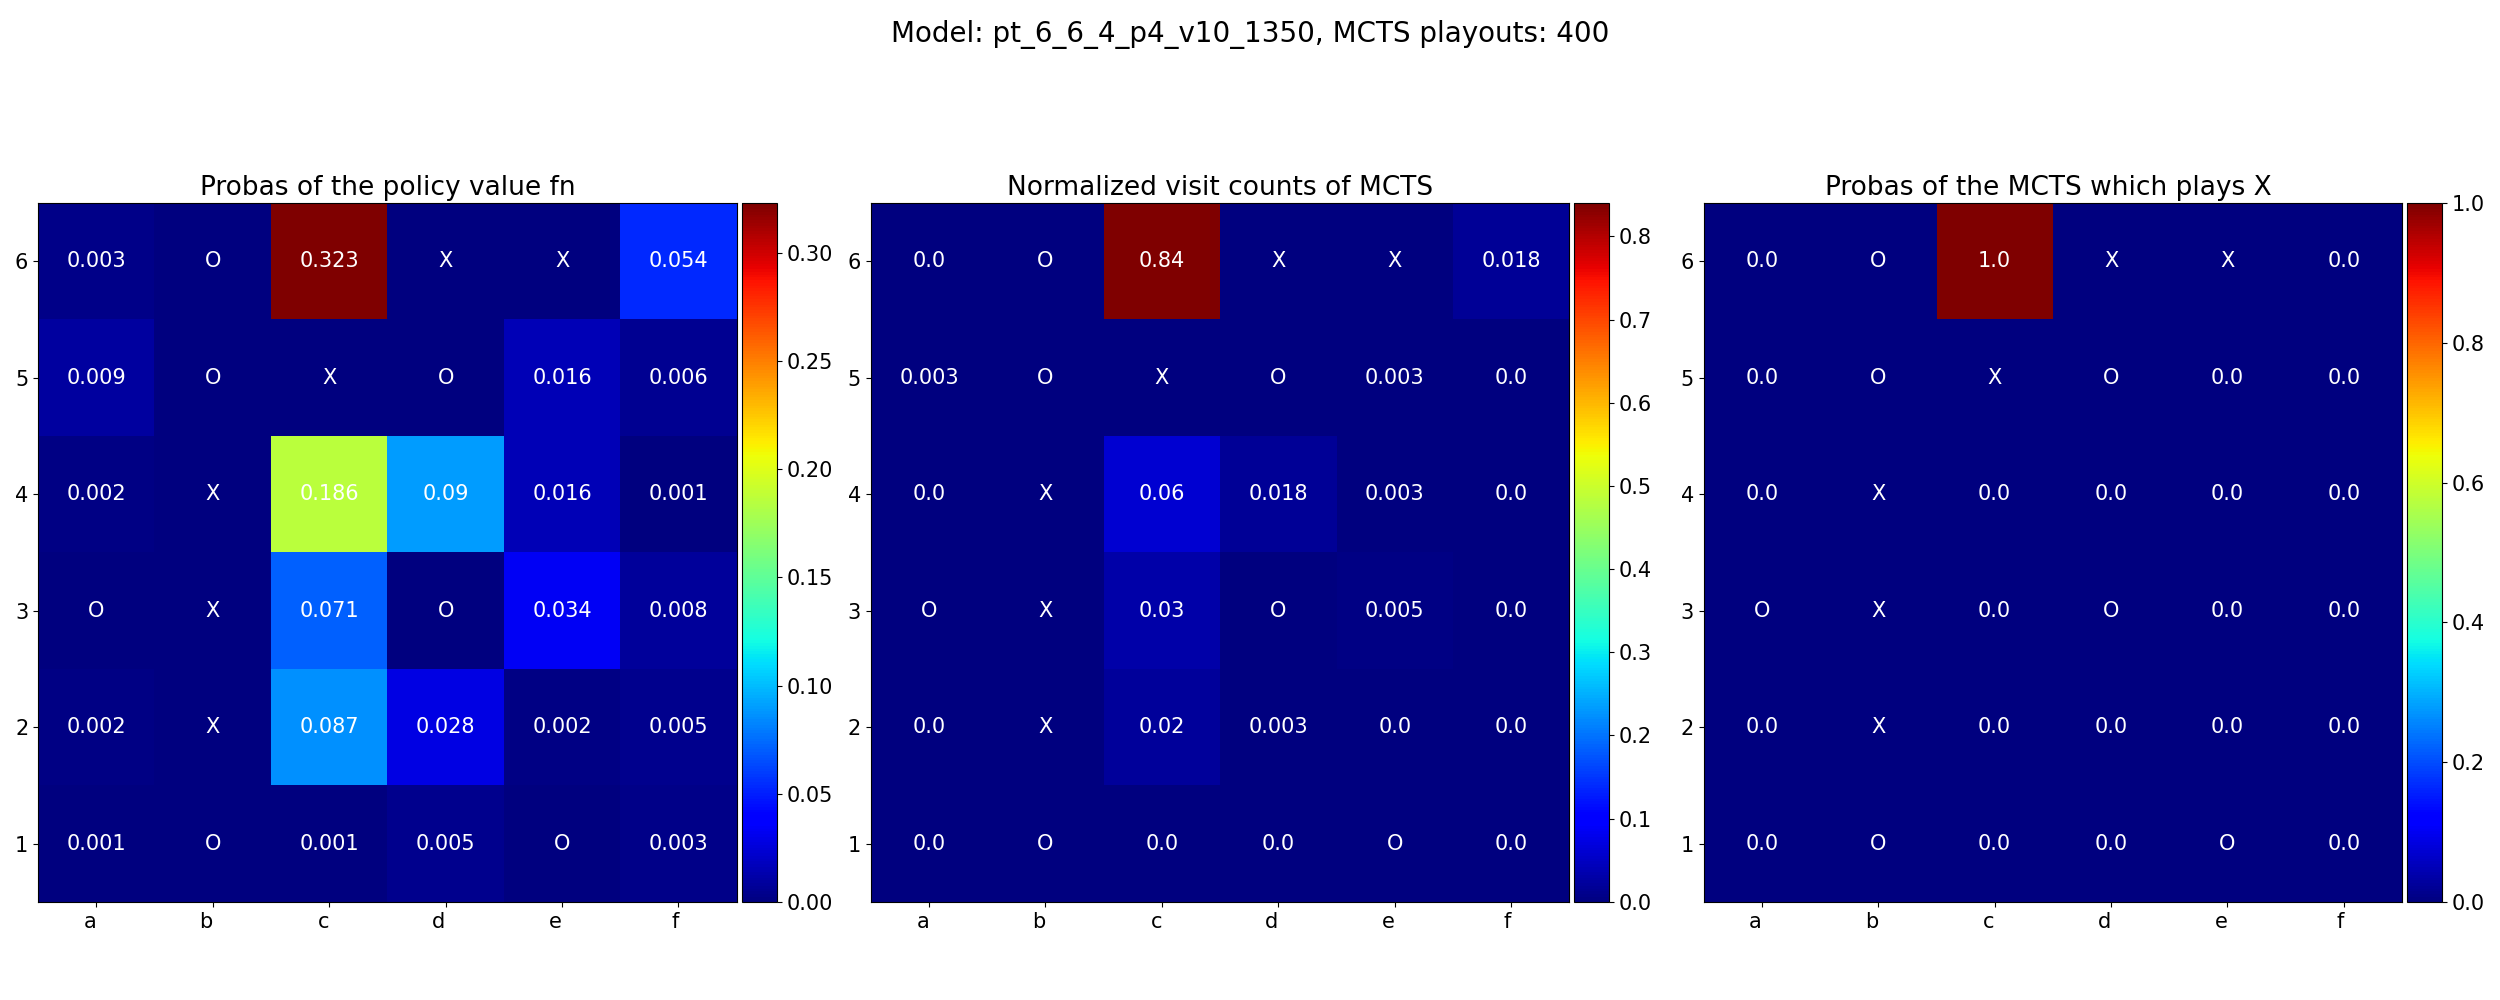 Model: pt_6_6_4_p4_v10_1350, MCTS playouts: 400
Probas of the policy value fn
6 0.003 O 0.323 X X 0.054
5 0.009 O X O 0.016 0.006
4 0.002 X 0.186 0.09 0.016 0.001
3 O X 0.071 O 0.034 0.008
2 0.002 X 0.087 0.028 0.002 0.005
1 0.001 O 0.001 0.005 O 0.003
a b c d e f
0.30
0.25
0.20
0.15
0.10
0.05
0.00
Normalized visit counts of MCTS
6 0.0 O 0.84 X X 0.018
5 0.003 O X O 0.003 0.0
4 0.0 X 0.06 0.018 0.003 0.0
3 O X 0.03 O 0.005 0.0
2 0.0 X 0.02 0.003 0.0 0.0
1 0.0 O 0.0 0.0 O 0.0
a b c d e f
0.8
0.7
0.6
0.5
0.4
0.3
0.2
0.1
0.0
Probas of the MCTS which plays X
6 0.0 O 1.0 X X 0.0
5 0.0 O X O 0.0 0.0
4 0.0 X 0.0 0.0 0.0 0.0
3 O X 0.0 O 0.0 0.0
2 0.0 X 0.0 0.0 0.0 0.0
1 0.0 O 0.0 0.0 O 0.0
a b c d e f
1.0
0.8
0.6
0.4
0.2
0.0